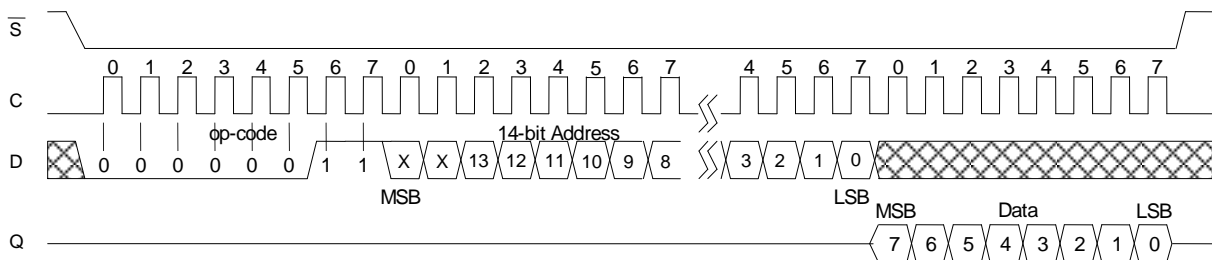 S
0 1 2 3 4 5 6 7 0 1 2 3 4 5 6 7 4 5 6 7 0 1 2 3 4 5 6 7
C
op-code 14-bit Address
D 0 0 0 0 0 0 1 1 X X 13 12 11 10 9 8 3 2 1 0
MSB LSB MSB Data LSB
Q 7 6 5 4 3 2 1 0